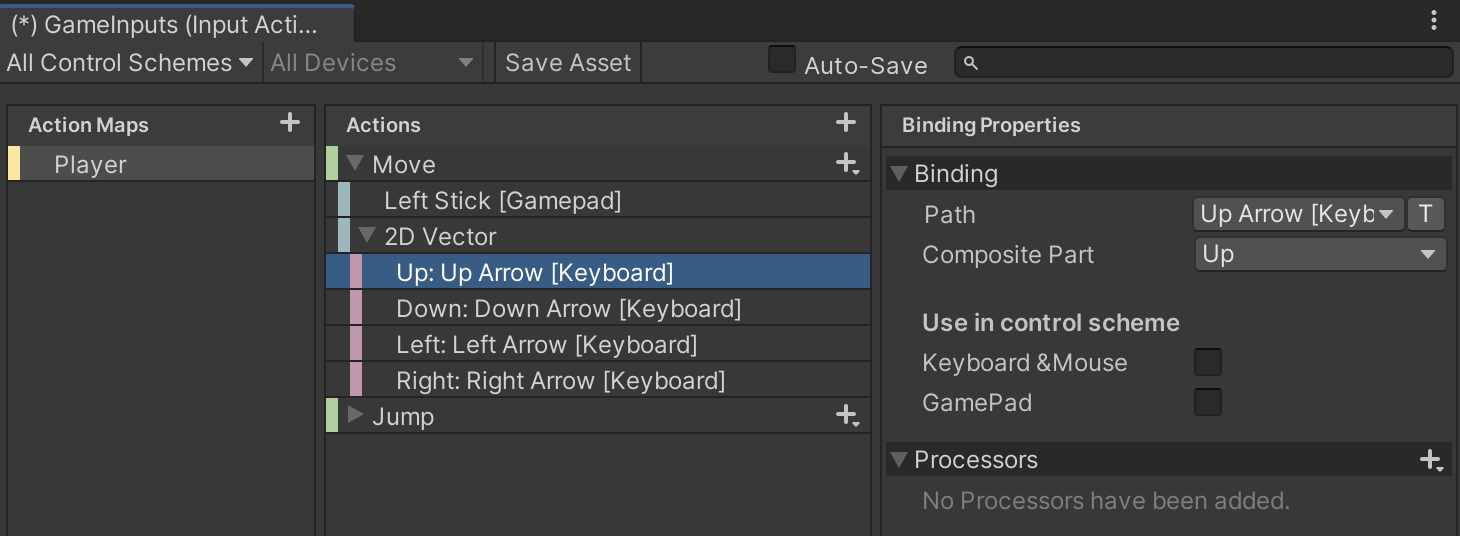 (*) GameInputs (Input Acti...
All Control Schemes All Devices Save Asset Auto-Save
Action Maps
Player
Actions
Move
Left Stick [Gamepad]
2D Vector
Up: Up Arrow [Keyboard]
Down: Down Arrow [Keyboard]
Left: Left Arrow [Keyboard]
Right: Right Arrow [Keyboard]
Jump
Binding Properties
Binding
Path Up Arrow [Keyb T
Composite Part Up
Use in control scheme
Keyboard &Mouse
GamePad
Processors
No Processors have been added.